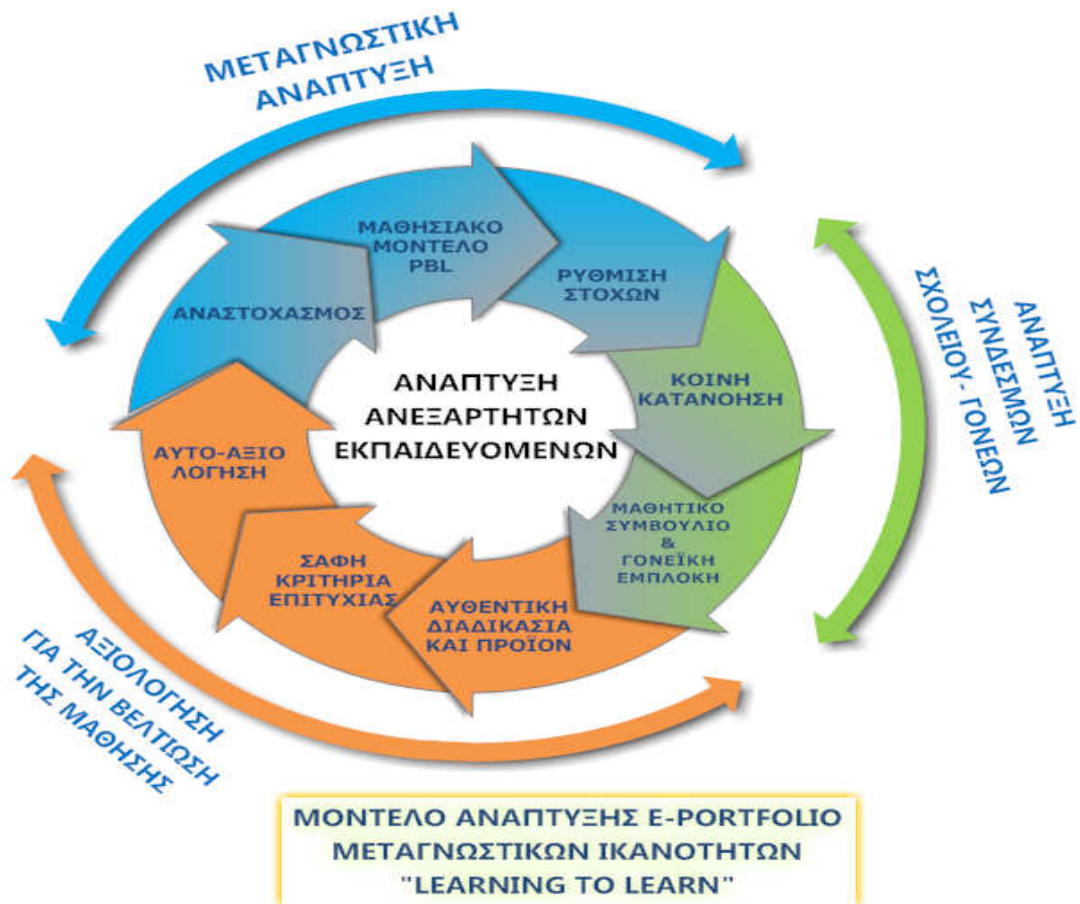 ΜΕΤΑΓΝΩΣΤΙΚΗ
ΑΝΑΠΤΥΞΗ
ΜΑΘΗΣΙΑΚΟ
ΜΟΝΤΕΛΟ
PBL
ΡΥΘΜΙΣΗ
ΣΤΟΧΩΝ
ΑΝΑΣΤΟΧΑΣΜΟΣ
ΑΝΑΠΤΥΞΗ
ΣΥΝΔΕΣΜΩΝ
ΣΧΟΛΕΙΟΥ- ΓΟΝΕΩΝ
ΚΟΙΝΗ
ΚΑΤΑΝΟΗΣΗ
ΑΝΑΠΤΥΞΗ
ΑΝΕΞΑΡΤΗΤΩΝ
ΕΚΠΑΙΔΕΥΟΜΕΝΩΝ
ΑΥΤΟ-ΑΞΙΟ
ΛΟΓΗΣΗ
ΜΑΘΗΤΙΚΟ
ΣΥΜΒΟΥΛΙΟ
&
ΓΟΝΕΪΚΗ
ΕΜΠΛΟΚΗ
ΣΑΦΗ
ΚΡΙΤΗΡΙΑ
ΕΠΙΤΥΧΙΑΣ
ΑΥΘΕΝΤΙΚΗ
ΔΙΑΔΙΚΑΣΙΑ
ΚΑΙ ΠΡΟΪΟΝ
ΑΞΙΟΛΟΓΗΣΗ
ΓΙΑ ΤΗΝ ΒΕΛΤΙΩΣΗ
ΤΗΣ ΜΑΘΗΣΗΣ
ΜΟΝΤΕΛΟ ΑΝΑΠΤΥΞΗΣ E-PORTFOLIO
ΜΕΤΑΓΝΩΣΤΙΚΩΝ ΙΚΑΝΟΤΗΤΩΝ
"LEARNING TO LEARN"